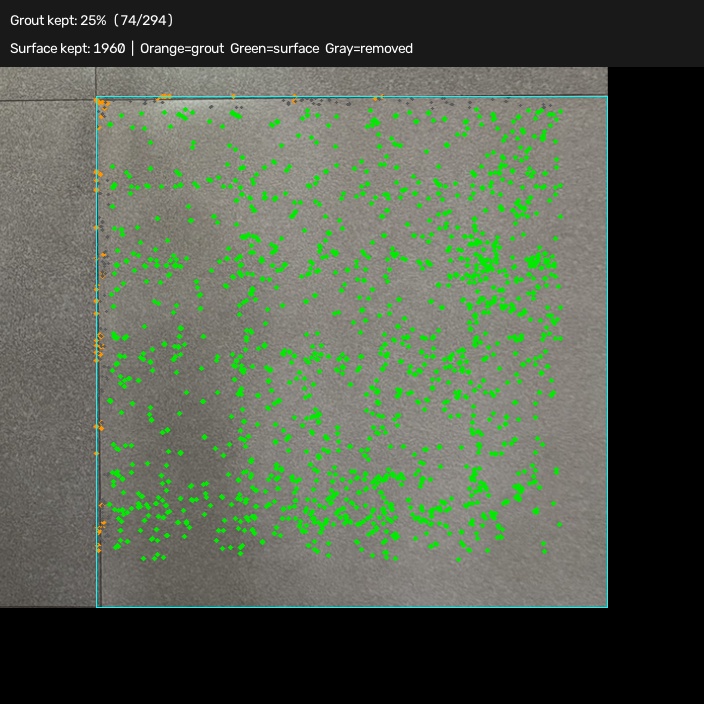 Grout kept: 25%  (74/294)
Surface kept: 1960 | Orange=grout Green=surface Gray=removed